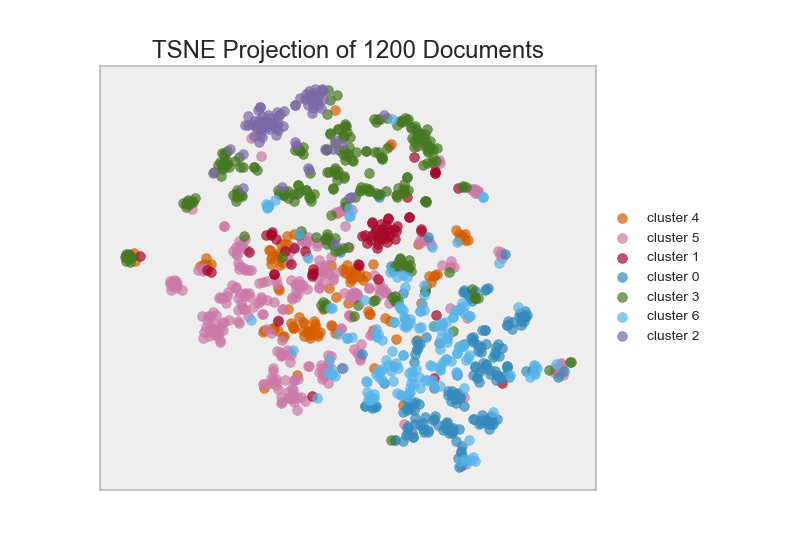 TSNE Projection of 1200 Documents
cluster 4
cluster 5
cluster 1
cluster 0
cluster 3
cluster 6
cluster 2